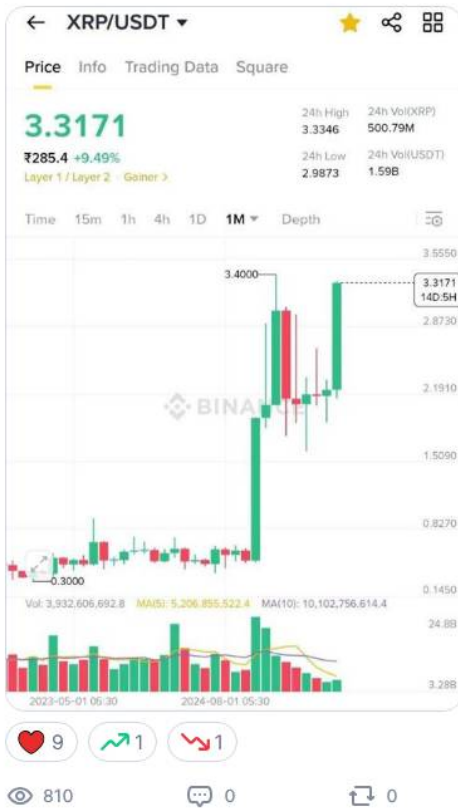 XRP/USDT
Price Info Trading Data Square
3.3171
₹285.4 +9.49%
Layer 1 / Layer 2 Gainer >
24h High
3.3346
24h Vol(XRP)
500.79M
24h Low
2.9873
24h Vol(USDT)
1.59B
Time 15m 1h 4h 1D 1M Depth
3.5550
3.4000
3.3171
14D:5H
2.8730
2.1910
BINANCE
1.5090
0.8270
0.3000
0.1450
Vol: 3,932,606,692.8 MA(5): 5,206,855,522.4 MA(10): 10,102,756,614.4
24.8B
3.28B
2023-05-01 05:30 2024-06-01 05:30
9 1 1
810 0 0